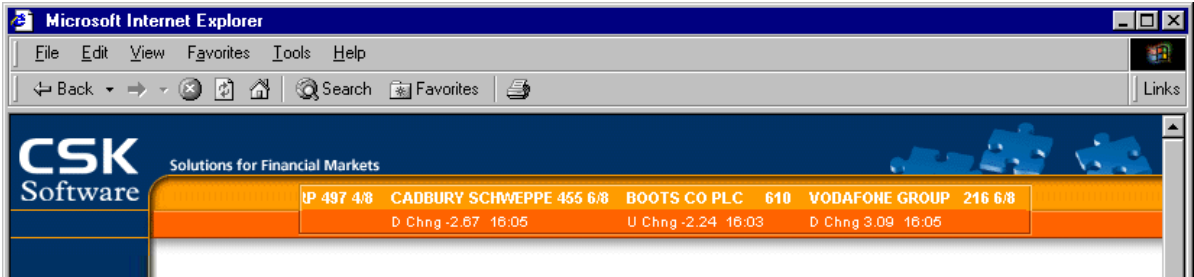 Microsoft Internet Explorer
File Edit View Favorites Tools Help
Back Search Favorites Links
CSK Software
Solutions for Financial Markets
RP 497 4/8 CADBURY SCHWEPPE 455 6/8 BOOTS CO PLC 610 VODAFONE GROUP 216 6/8
D Chng -2.67 16:05 U Chng -2.24 16:03 D Chng 3.09 16:05